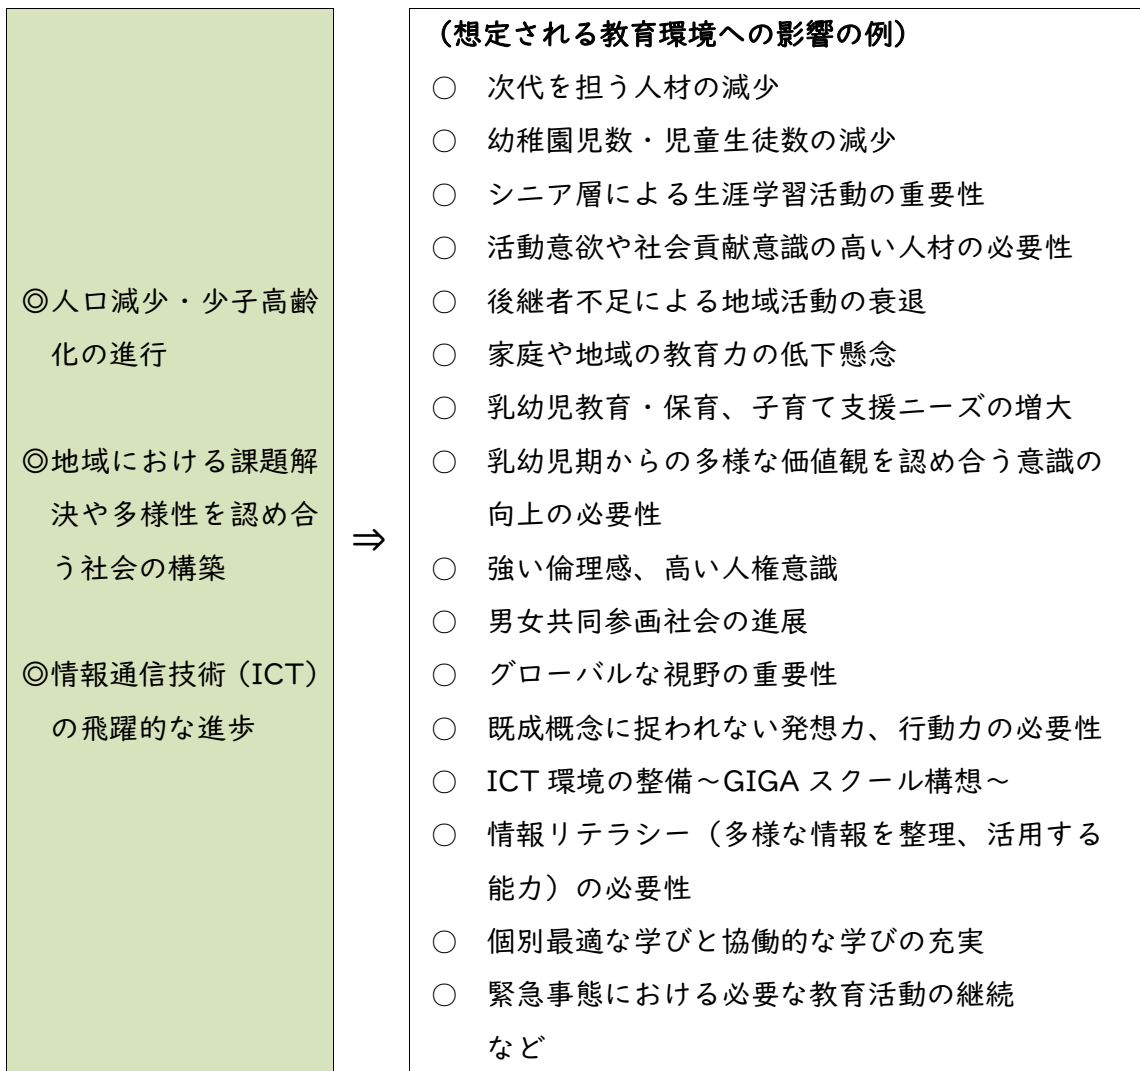 ◎人口減少・少子高齢
化の進行
◎地域における課題解
決や多様性を認め合
う社会の構築
◎情報通信技術（ICT）
の飛躍的な進歩
⇒
（想定される教育環境への影響の例）
○　次代を担う人材の減少
○　幼稚園児数・児童生徒数の減少
○　シニア層による生涯学習活動の重要性
○　活動意欲や社会貢献意識の高い人材の必要性
○　後継者不足による地域活動の衰退
○　家庭や地域の教育力の低下懸念
○　乳幼児教育・保育、子育て支援ニーズの増大
○　乳幼児期からの多様な価値観を認め合う意識の
向上の必要性
○　強い倫理感、高い人権意識
○　男女共同参画社会の進展
○　グローバルな視野の重要性
○　既成概念に捉われない発想力、行動力の必要性
○　ICT 環境の整備～GIGA スクール構想～
○　情報リテラシー（多様な情報を整理、活用する
能力）の必要性
○　個別最適な学びと協働的な学びの充実
○　緊急事態における必要な教育活動の継続
など